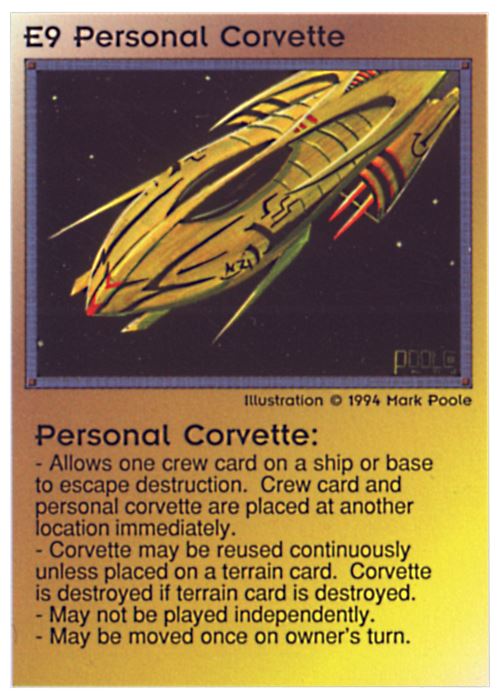 E9 Personal Corvette
POOLE
Illustration © 1994 Mark Poole
Personal Corvette:
- Allows one crew card on a ship or base
to escape destruction.  Crew card and
personal corvette are placed at another
location immediately.
- Corvette may be reused continuously
unless placed on a terrain card.  Corvette
is destroyed if terrain card is destroyed.
- May not be played independently.
- May be moved once on owner's turn.